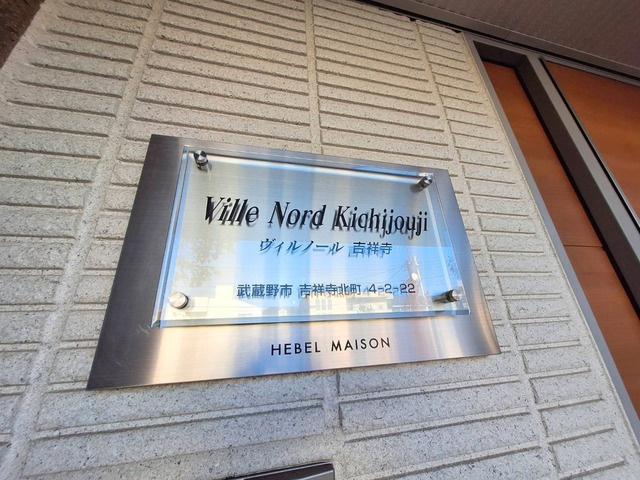 Ville Nord Kichijouji
ヴィルノール 吉祥寺
武蔵野市 吉祥寺北町 4-2-22
HEBEL MAISON